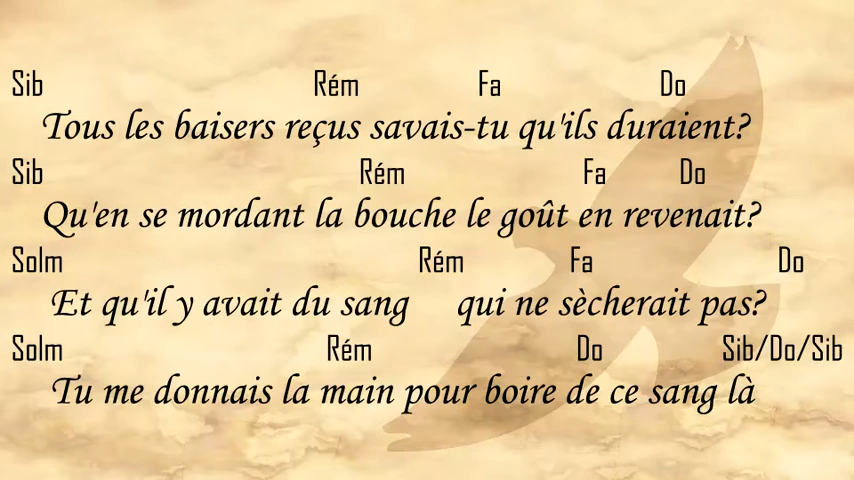 Sib Rém Fa Do
Tous les baisers reçus savais-tu qu'ils duraient?
Sib Rém Fa Do
Qu'en se mordant la bouche le goût en revenait?
Solm Rém Fa Do
Et qu'il y avait du sang qui ne sècherait pas?
Solm Rém Do Sib/Do/Sib
Tu me donnais la main pour boire de ce sang là